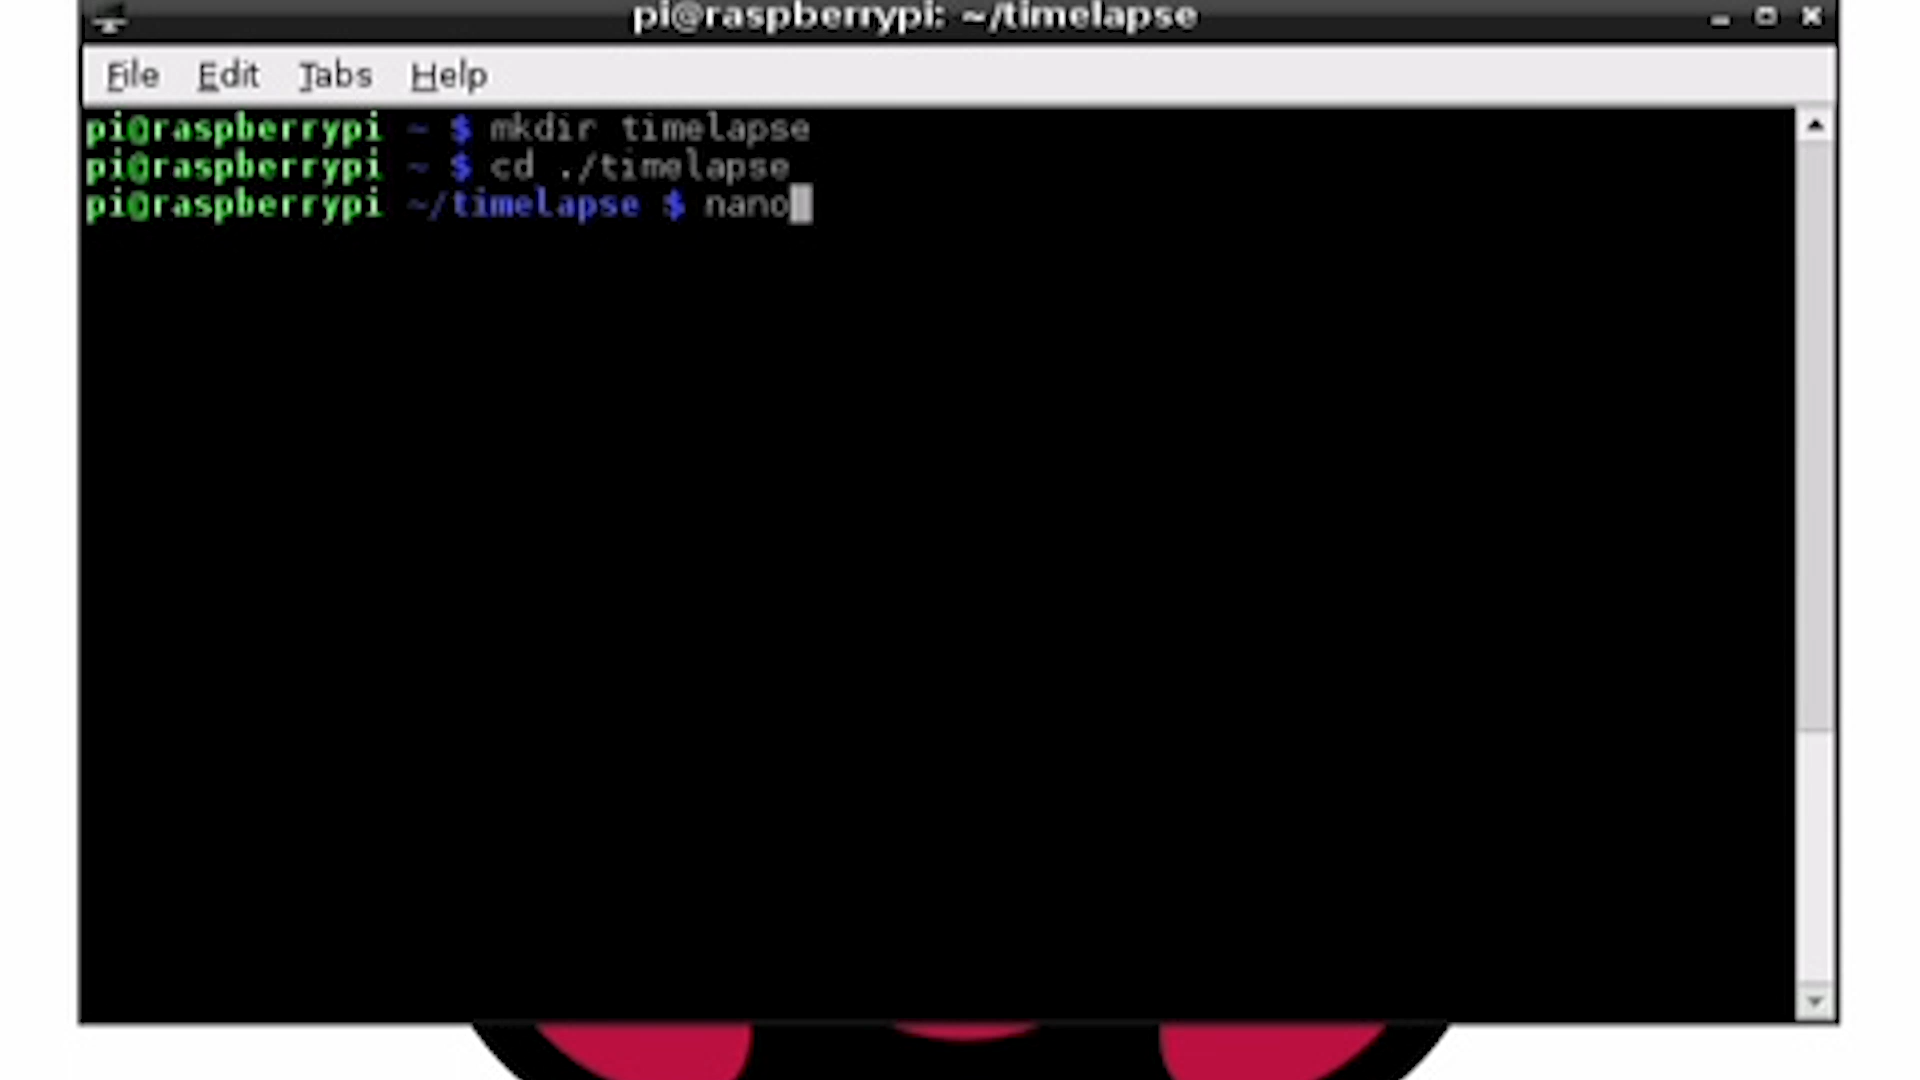 pi@raspberrypi: ~/timelapse
File Edit Tabs Help
pi@raspberrypi ~ $ mkdir timelapse
pi@raspberrypi ~ $ cd ./timelapse
pi@raspberrypi ~/timelapse $ nano